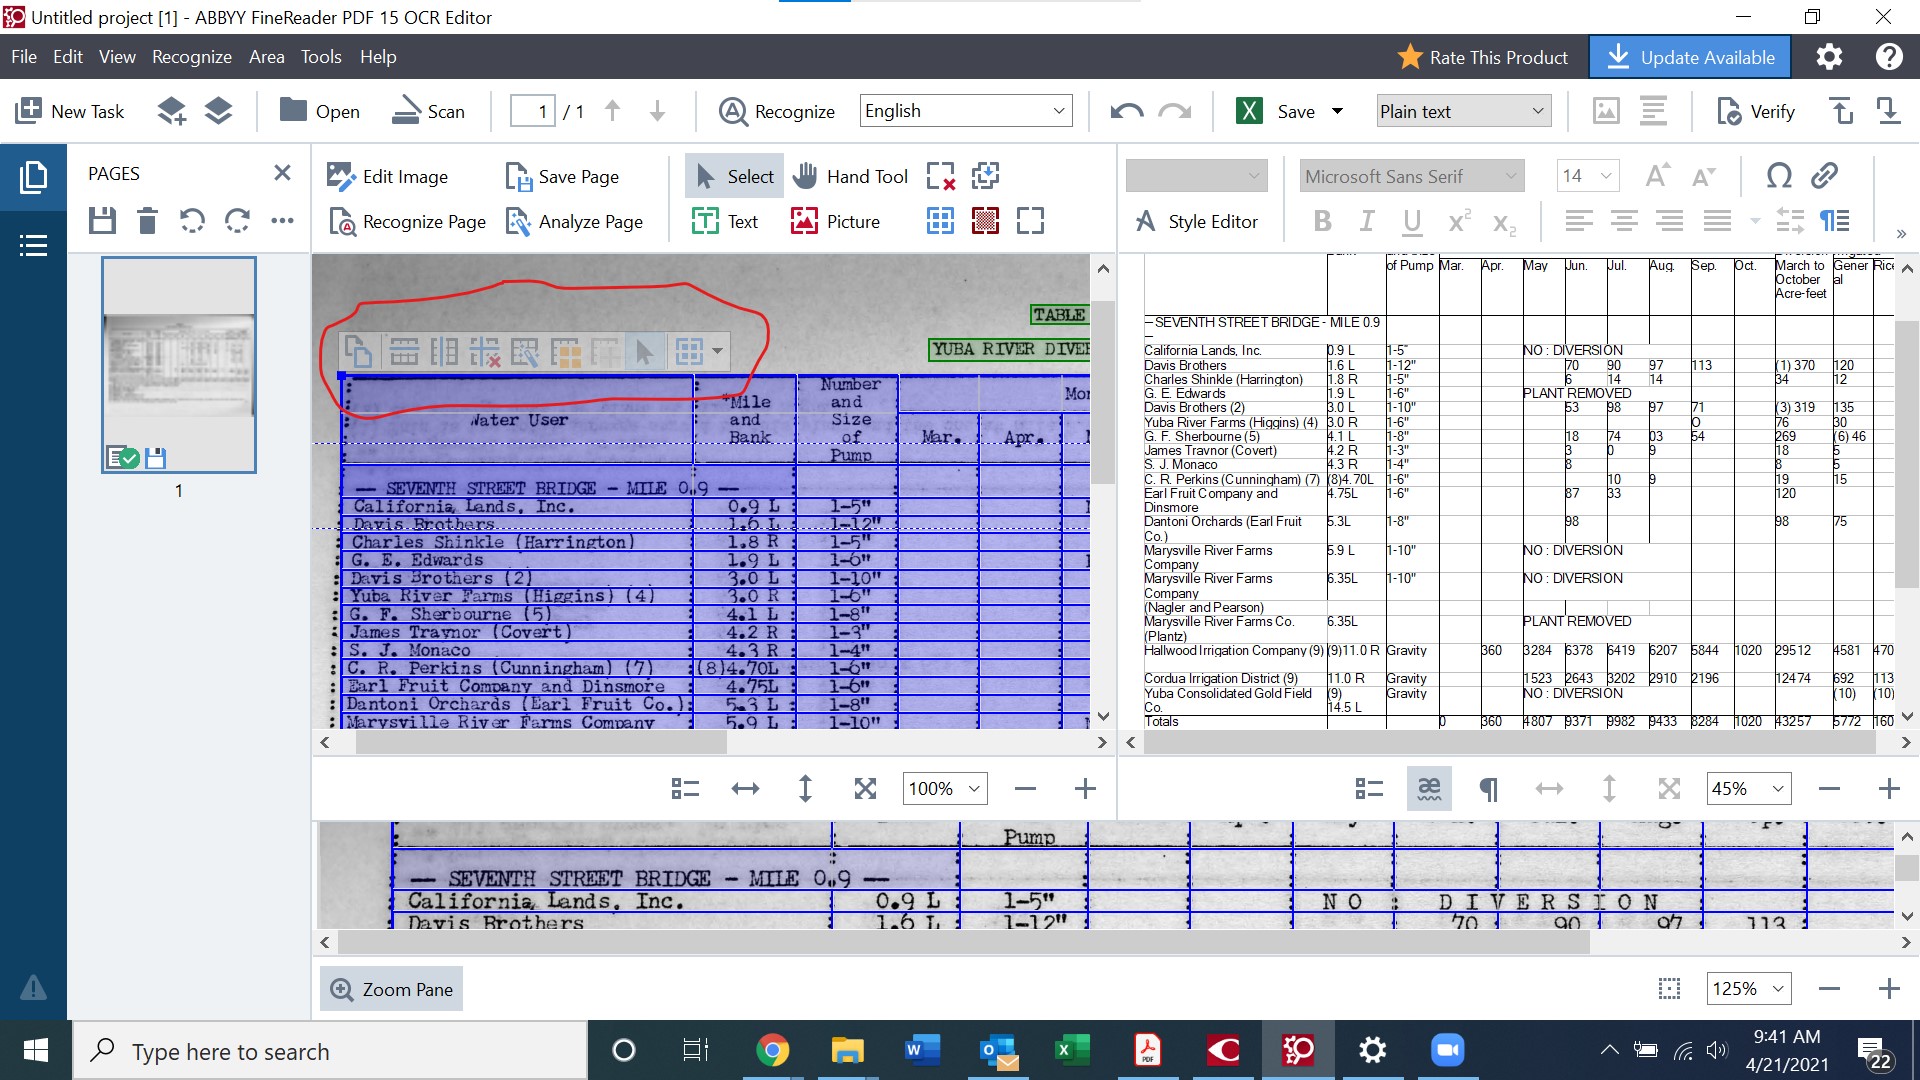 Untitled project [1] - ABBYY FineReader PDF 15 OCR Editor
File Edit View Recognize Area Tools Help
Rate This Product
Update Available
New Task Open Scan 1 / 1 Recognize English Save Plain text Verify
PAGES
Edit Image Save Page Select Hand Tool
Recognize Page Analyze Page Text Picture
Microsoft Sans Serif 14
Style Editor B I U X² X₂
1
TABLE
YUBA RIVER DIVER
Water User
*Mile and Bank
Number and Size of Pump
Mar. Apr.
— SEVENTH STREET BRIDGE - MILE 0.9 —
California Lands, Inc. 0.9 L 1-5"
Davis Brothers 1.6 L 1-12"
Charles Shinkle (Harrington) 1.8 R 1-5"
G. E. Edwards 1.9 L 1-6"
Davis Brothers (2) 3.0 L 1-10"
Yuba River Farms (Higgins) (4) 3.0 R 1-6"
G. F. Sherbourne (5) 4.1 L 1-8"
James Traynor (Covert) 4.2 R 1-3"
S. J. Monaco 4.3 R 1-4"
C. R. Perkins (Cunningham) (7) (8)4.70L 1-6"
Earl Fruit Company and Dinsmore 4.75L 1-6"
Dantoni Orchards (Earl Fruit Co.) 5.3 L 1-8"
Marysville River Farms Company 5.9 L 1-10"
of Pump Mar. Apr. May Jun. Jul. Aug. Sep. Oct. March to October Acre-feet General Rice
— SEVENTH STREET BRIDGE - MILE 0.9
—
California Lands, Inc. 0.9 L 1-5" NO : DIVERSION
Davis Brothers 1.6 L 1-12" 70 90 97 113 (1) 370 120
Charles Shinkle (Harrington) 1.8 R 1-5" 6 14 14 34 12
G. E. Edwards 1.9 L 1-6" PLANT REMOVED
Davis Brothers (2) 3.0 L 1-10" 53 98 97 71 (3) 319 135
Yuba River Farms (Higgins) (4) 3.0 R 1-6" O 76 30
G. F. Sherbourne (5) 4.1 L 1-8" 18 74 03 54 269 (6) 46
James Travnor (Covert) 4.2 R 1-3" 3 0 9 18 5
S. J. Monaco 4.3 R 1-4" 8 8 5
C. R. Perkins (Cunningham) (7) (8)4.70L 1-6" 10 9 19 15
Earl Fruit Company and Dinsmore 4.75L 1-6" 87 33 120
Dantoni Orchards (Earl Fruit Co.) 5.3L 1-8" 98 98 75
Marysville River Farms Company 5.9 L 1-10" NO : DIVERSION
Marysville River Farms Company 6.35L 1-10" NO : DIVERSION
(Nagler and Pearson)
Marysville River Farms Co. (Plantz) 6.35L PLANT REMOVED
Hallwood Irrigation Company (9) (9)11.0 R Gravity 360 3284 6378 6419 6207 5844 1020 29512 4581 470
Cordua Irrigation District (9) 11.0 R Gravity 1523 2643 3202 2910 2196 12474 692 113
Yuba Consolidated Gold Field Co. (9) 14.5 L Gravity NO : DIVERSION (10) (10)
Totals 0 360 4807 9371 9982 9433 8284 1020 43257 5772 160
100%
45%
Pump
— SEVENTH STREET BRIDGE - MILE 0.9 —
California Lands, Inc. 0.9 L 1-5" NO : DIVERSION
Davis Brothers 1.6 L 1-12" 70 90 97 113
Zoom Pane
125%
Type here to search
9:41 AM
4/21/2021
22